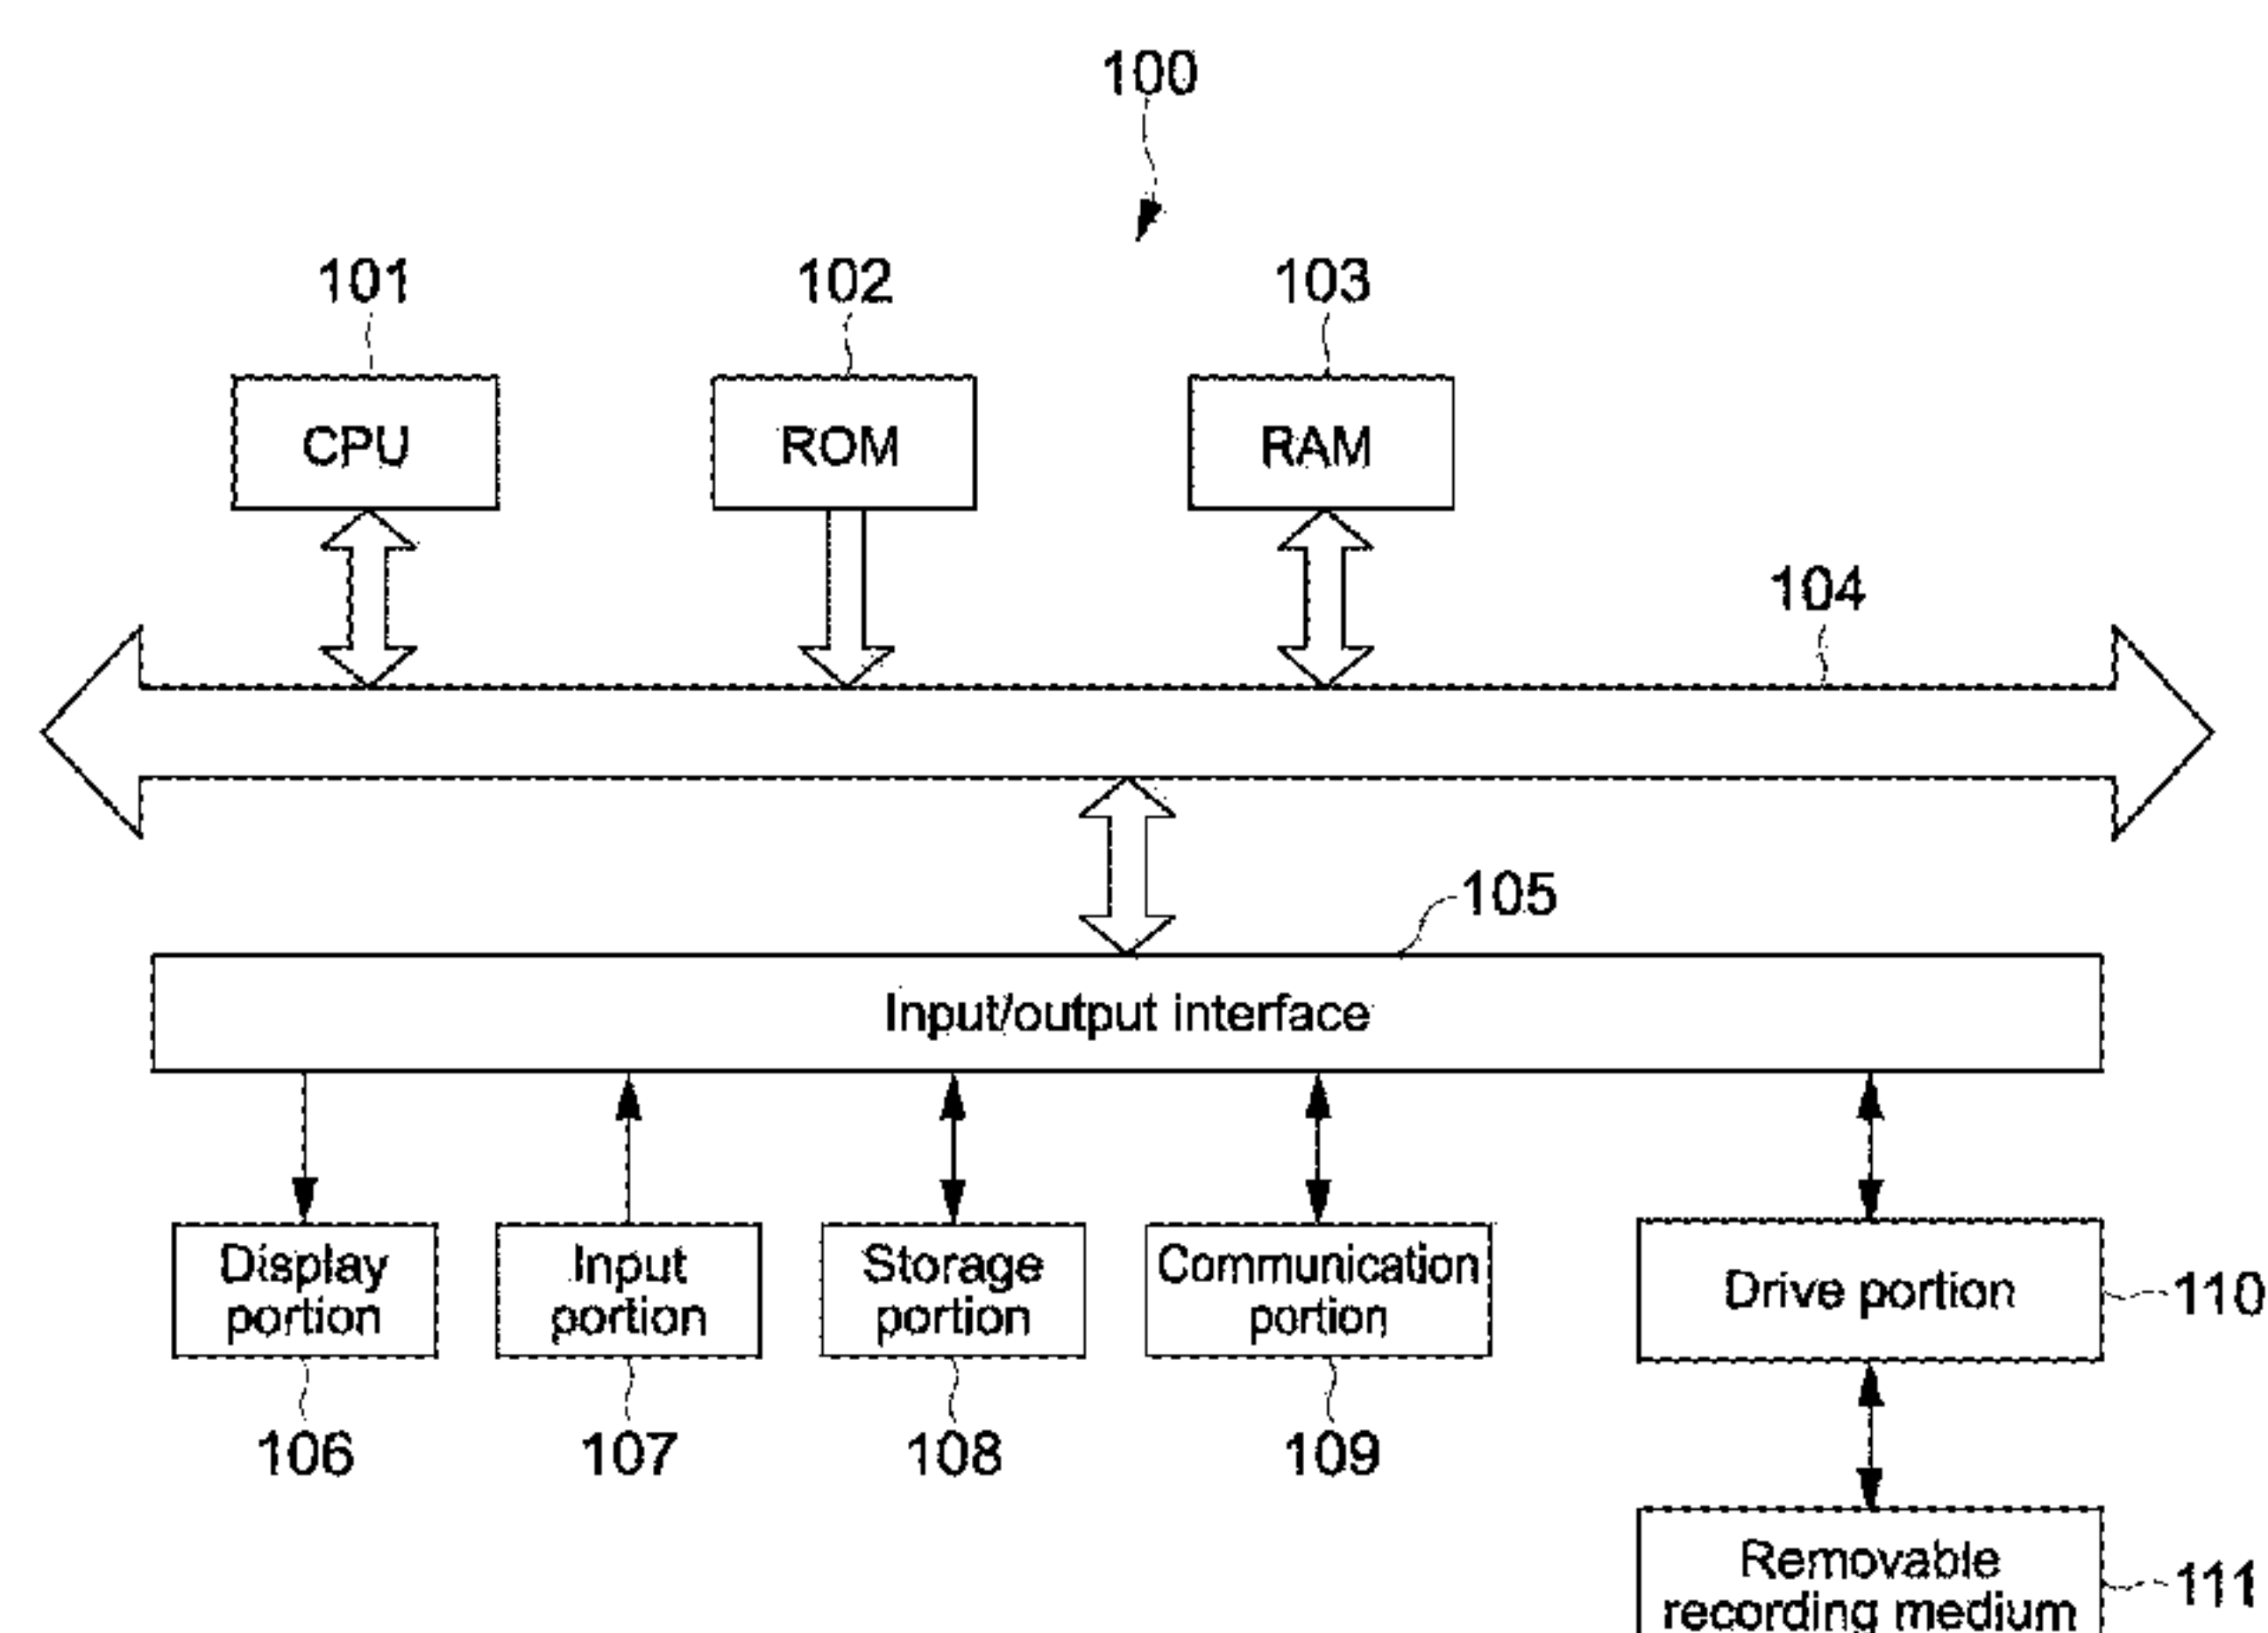 100
101
102
103
CPU
ROM
RAM
104
105
Input/output interface
Display
portion
Input
portion
Storage
portion
Communication
portion
Drive portion
110
106
107
108
109
Removable
recording medium
111